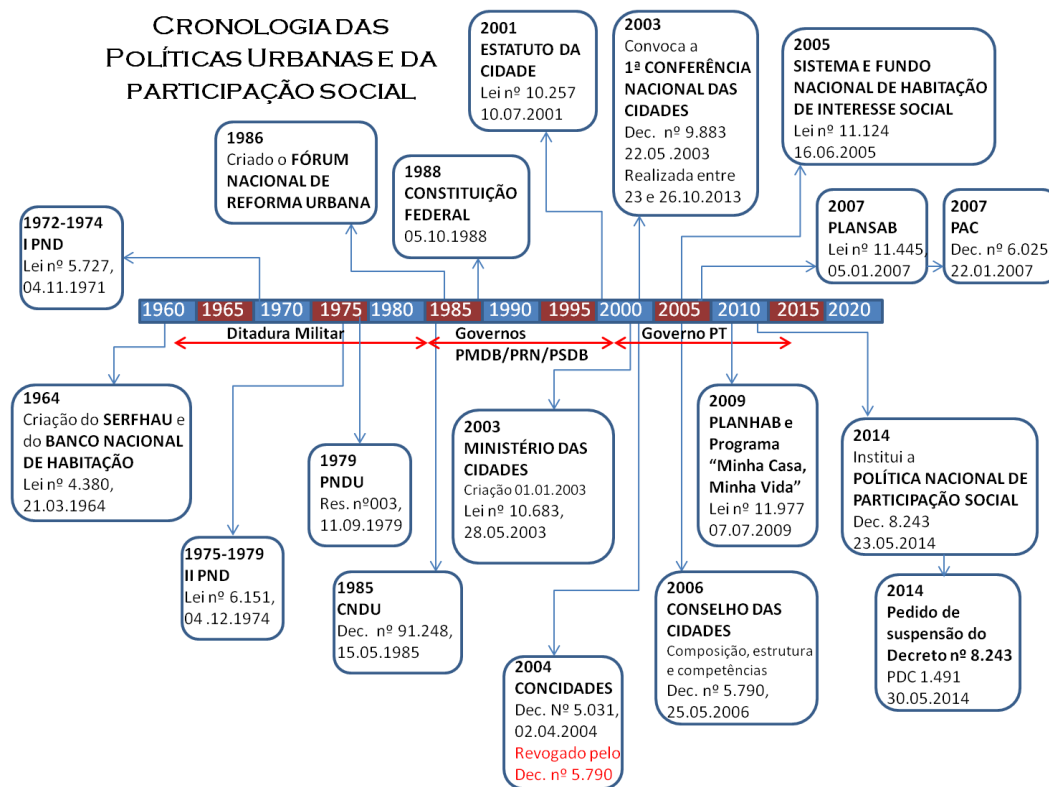 CRONOLOGIA DAS
POLÍTICAS URBANAS E DA
PARTICIPAÇÃO SOCIAL
2001
ESTATUTO DA
CIDADE
Lei nº 10.257
10.07.2001
2003
Convoca a
1ª CONFERÊNCIA
NACIONAL DAS
CIDADES
Dec. nº 9.883
22.05 .2003
Realizada entre
23 e 26.10.2013
2005
SISTEMA E FUNDO
NACIONAL DE HABITAÇÃO
DE INTERESSE SOCIAL
Lei nº 11.124
16.06.2005
1986
Criado o FÓRUM
NACIONAL DE
REFORMA URBANA
1988
CONSTITUIÇÃO
FEDERAL
05.10.1988
1972-1974
I PND
Lei nº 5.727,
04.11.1971
2007
PLANSAB
Lei nº 11.445,
05.01.2007
2007
PAC
Dec. nº 6.025
22.01.2007
1960 1965 1970 1975 1980 1985 1990 1995 2000 2005 2010 2015 2020
Ditadura Militar
Governos
PMDB/PRN/PSDB
Governo PT
1964
Criação do SERFHAU e
do BANCO NACIONAL
DE HABITAÇÃO
Lei nº 4.380,
21.03.1964
1975-1979
II PND
Lei nº 6.151,
04 .12.1974
1979
PNDU
Res. nº003,
11.09.1979
1985
CNDU
Dec. nº 91.248,
15.05.1985
2003
MINISTÉRIO DAS
CIDADES
Criação 01.01.2003
Lei nº 10.683,
28.05.2003
2004
CONCIDADES
Dec. Nº 5.031,
02.04.2004
Revogado pelo
Dec. nº 5.790
2009
PLANHAB e
Programa
“Minha Casa,
Minha Vida”
Lei nº 11.977
07.07.2009
2006
CONSELHO DAS
CIDADES
Composição, estrutura
e competências
Dec. nº 5.790,
25.05.2006
2014
Institui a
POLÍTICA NACIONAL DE
PARTICIPAÇÃO SOCIAL
Dec. 8.243
23.05.2014
2014
Pedido de
suspensão do
Decreto nº 8.243
PDC 1.491
30.05.2014